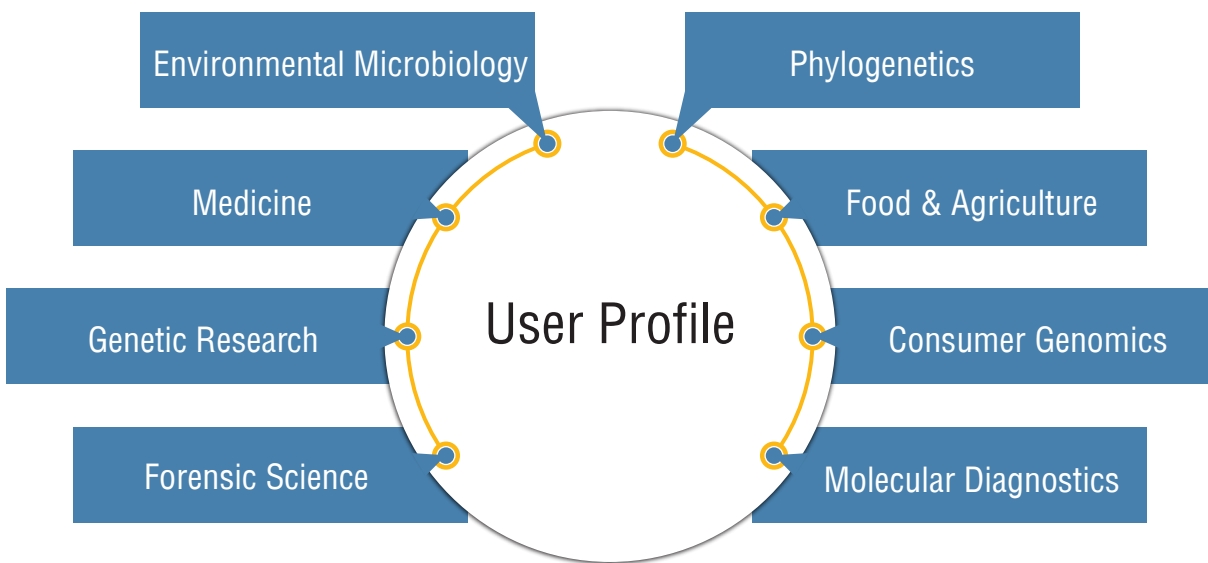 Environmental Microbiology
Phylogenetics
Medicine
Food & Agriculture
User Profile
Genetic Research
Consumer Genomics
Forensic Science
Molecular Diagnostics